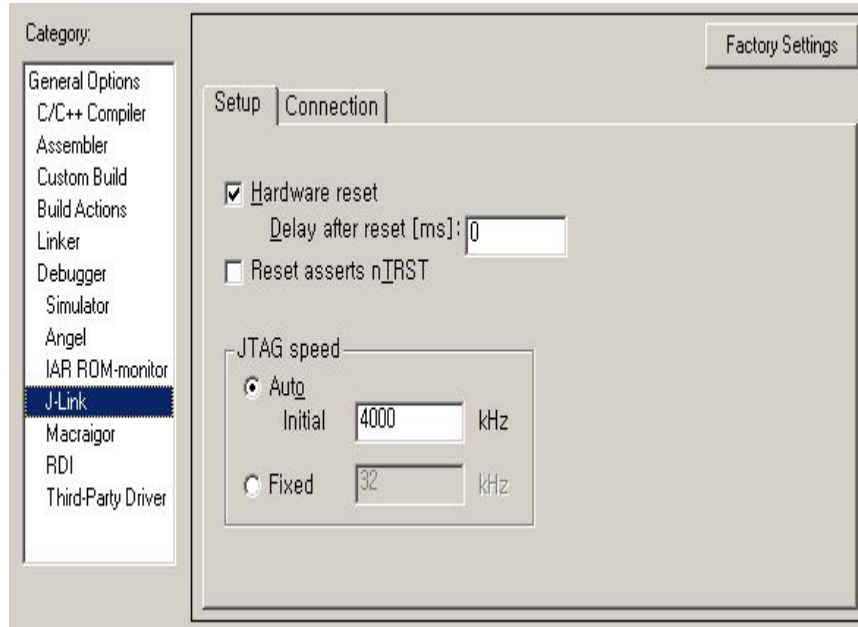 Category:
Factory Settings
General Options
C/C++ Compiler
Assembler
Custom Build
Build Actions
Linker
Debugger
Simulator
Angel
IAR ROM-monitor
J-Link
Macraigor
RDI
Third-Party Driver
Setup
Connection
Hardware reset
Delay after reset [ms]: 0
Reset asserts nTRST
JTAG speed
Auto
Initial 4000 kHz
Fixed 32 kHz